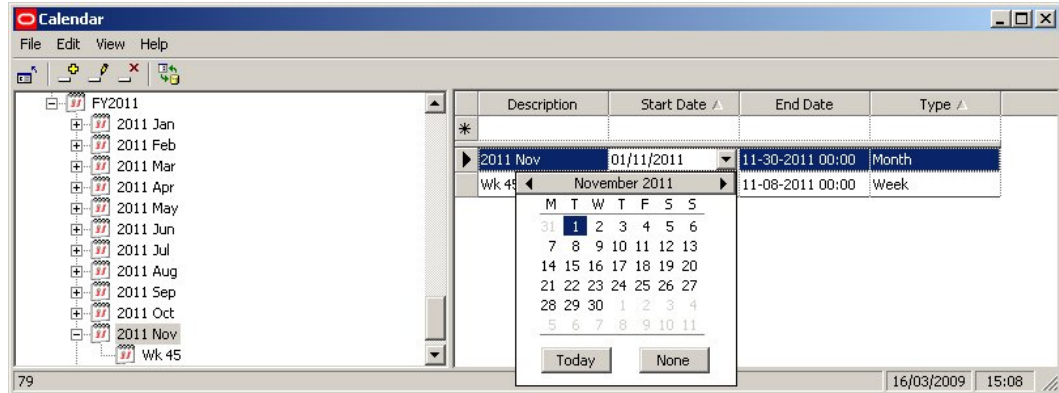 Calendar
File Edit View Help
FY2011
2011 Jan
2011 Feb
2011 Mar
2011 Apr
2011 May
2011 Jun
2011 Jul
2011 Aug
2011 Sep
2011 Oct
2011 Nov
Wk 45
Description Start Date End Date Type
2011 Nov 01/11/2011 11-30-2011 00:00 Month
Wk 45 11-08-2011 00:00 Week
November 2011
M T W T F S S
31 1 2 3 4 5 6
7 8 9 10 11 12 13
14 15 16 17 18 19 20
21 22 23 24 25 26 27
28 29 30 1 2 3 4
5 6 7 8 9 10 11
Today None
79 16/03/2009 15:08